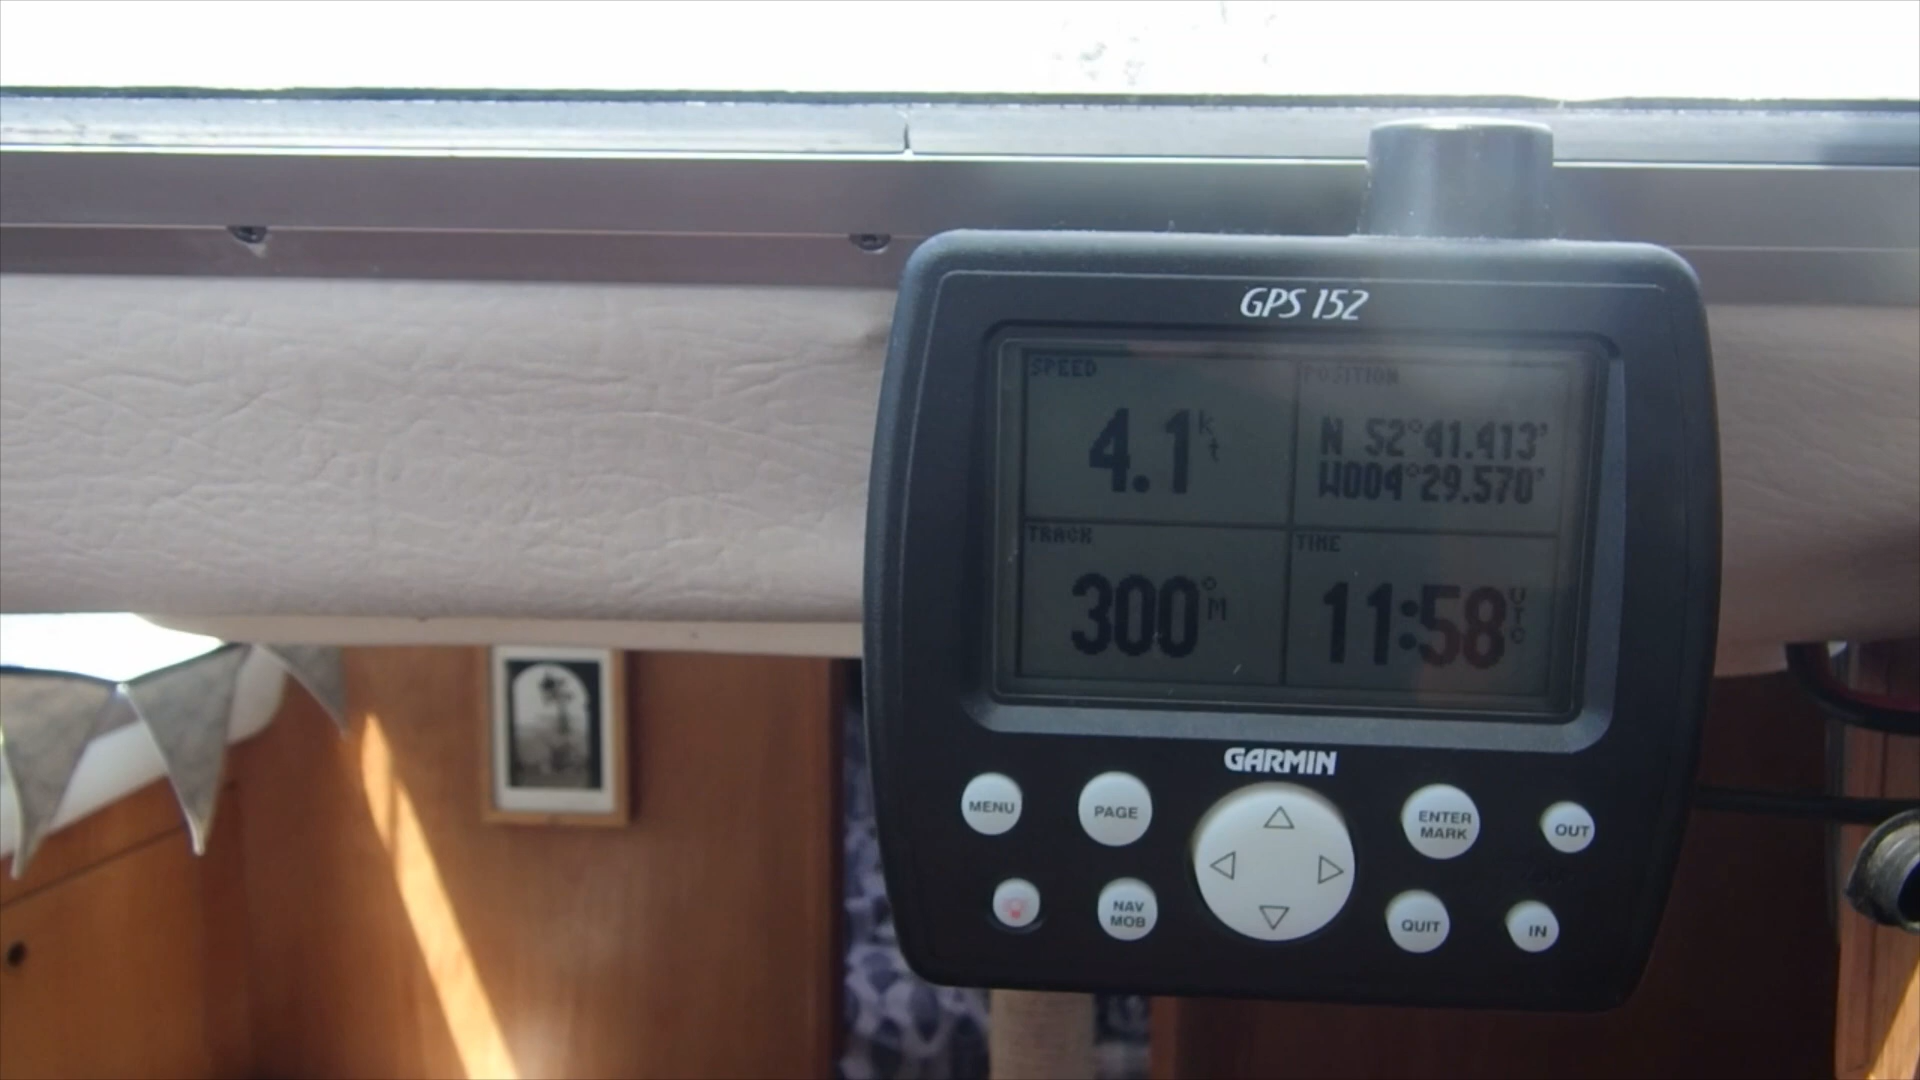 GPS 152
SPEED
4.1 kt
POSITION
N 52°41.413'
W004°29.570'
TRACK
300°M
TIME
11:58 UTC
GARMIN
MENU
PAGE
ENTER
MARK
OUT
NAV
MOB
QUIT
IN